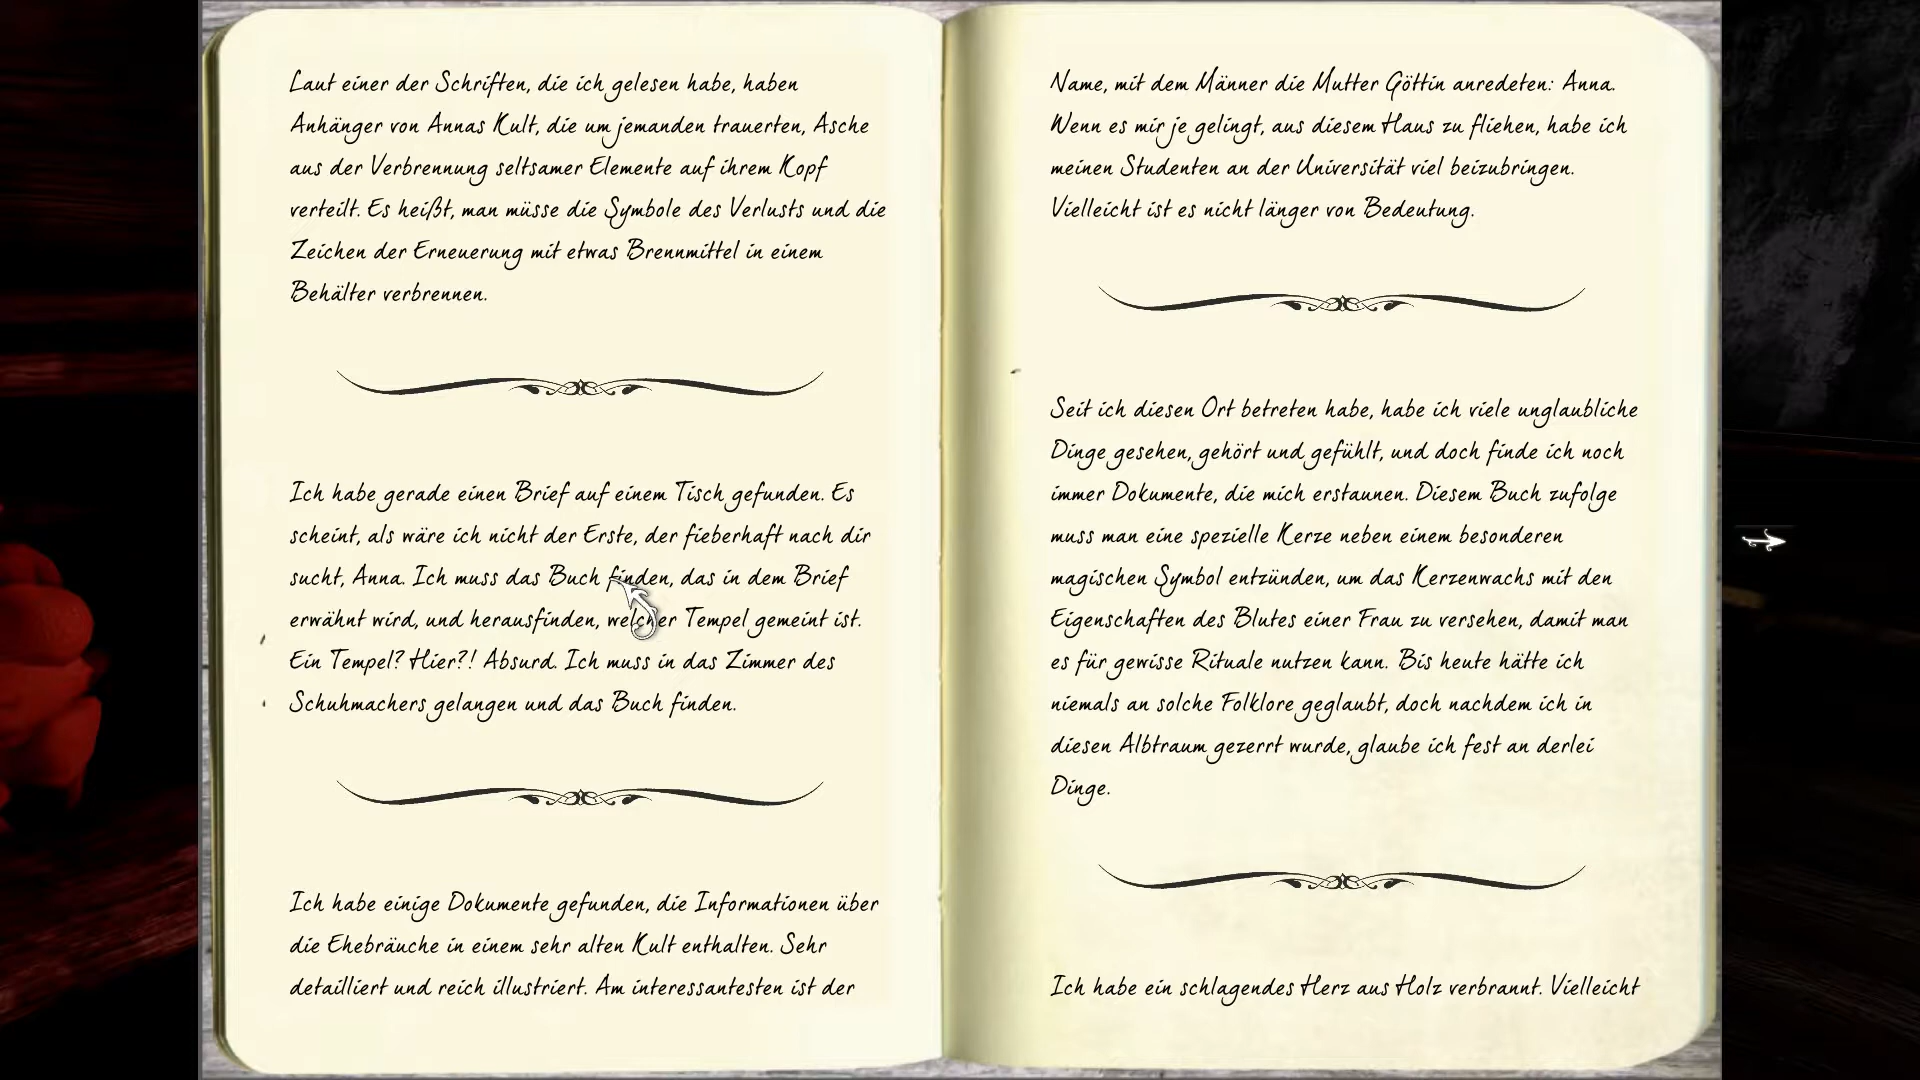 Laut einer der Schriften, die ich gelesen habe, haben
Anhänger von Annas Kult, die um jemanden trauerten, Asche
aus der Verbrennung seltsamer Elemente auf ihrem Kopf
verteilt. Es heißt, man müsse die Symbole des Verlusts und die
Zeichen der Erneuerung mit etwas Brennmittel in einem
Behälter verbrennen.
Ich habe gerade einen Brief auf einem Tisch gefunden. Es
scheint, als wäre ich nicht der Erste, der fieberhaft nach dir
sucht, Anna. Ich muss das Buch finden, das in dem Brief
erwähnt wird, und herausfinden, welcher Tempel gemeint ist.
Ein Tempel? Hier?! Absurd. Ich muss in das Zimmer des
Schuhmachers gelangen und das Buch finden.
Ich habe einige Dokumente gefunden, die Informationen über
die Ehebräuche in einem sehr alten Kult enthalten. Sehr
detailliert und reich illustriert. Am interessantesten ist der
Name, mit dem Männer die Mutter Göttin anredeten: Anna.
Wenn es mir je gelingt, aus diesem Haus zu fliehen, habe ich
meinen Studenten an der Universität viel beizubringen.
Vielleicht ist es nicht länger von Bedeutung.
Seit ich diesen Ort betreten habe, habe ich viele unglaubliche
Dinge gesehen, gehört und gefühlt, und doch finde ich noch
immer Dokumente, die mich erstaunen. Diesem Buch zufolge
muss man eine spezielle Kerze neben einem besonderen
magischen Symbol entzünden, um das Kerzenwachs mit den
Eigenschaften des Blutes einer Frau zu versehen, damit man
es für gewisse Rituale nutzen kann. Bis heute hätte ich
niemals an solche Folklore geglaubt, doch nachdem ich in
diesen Albtraum gezerrt wurde, glaube ich fest an derlei
Dinge.
Ich habe ein schlagendes Herz aus Holz verbrannt. Vielleicht